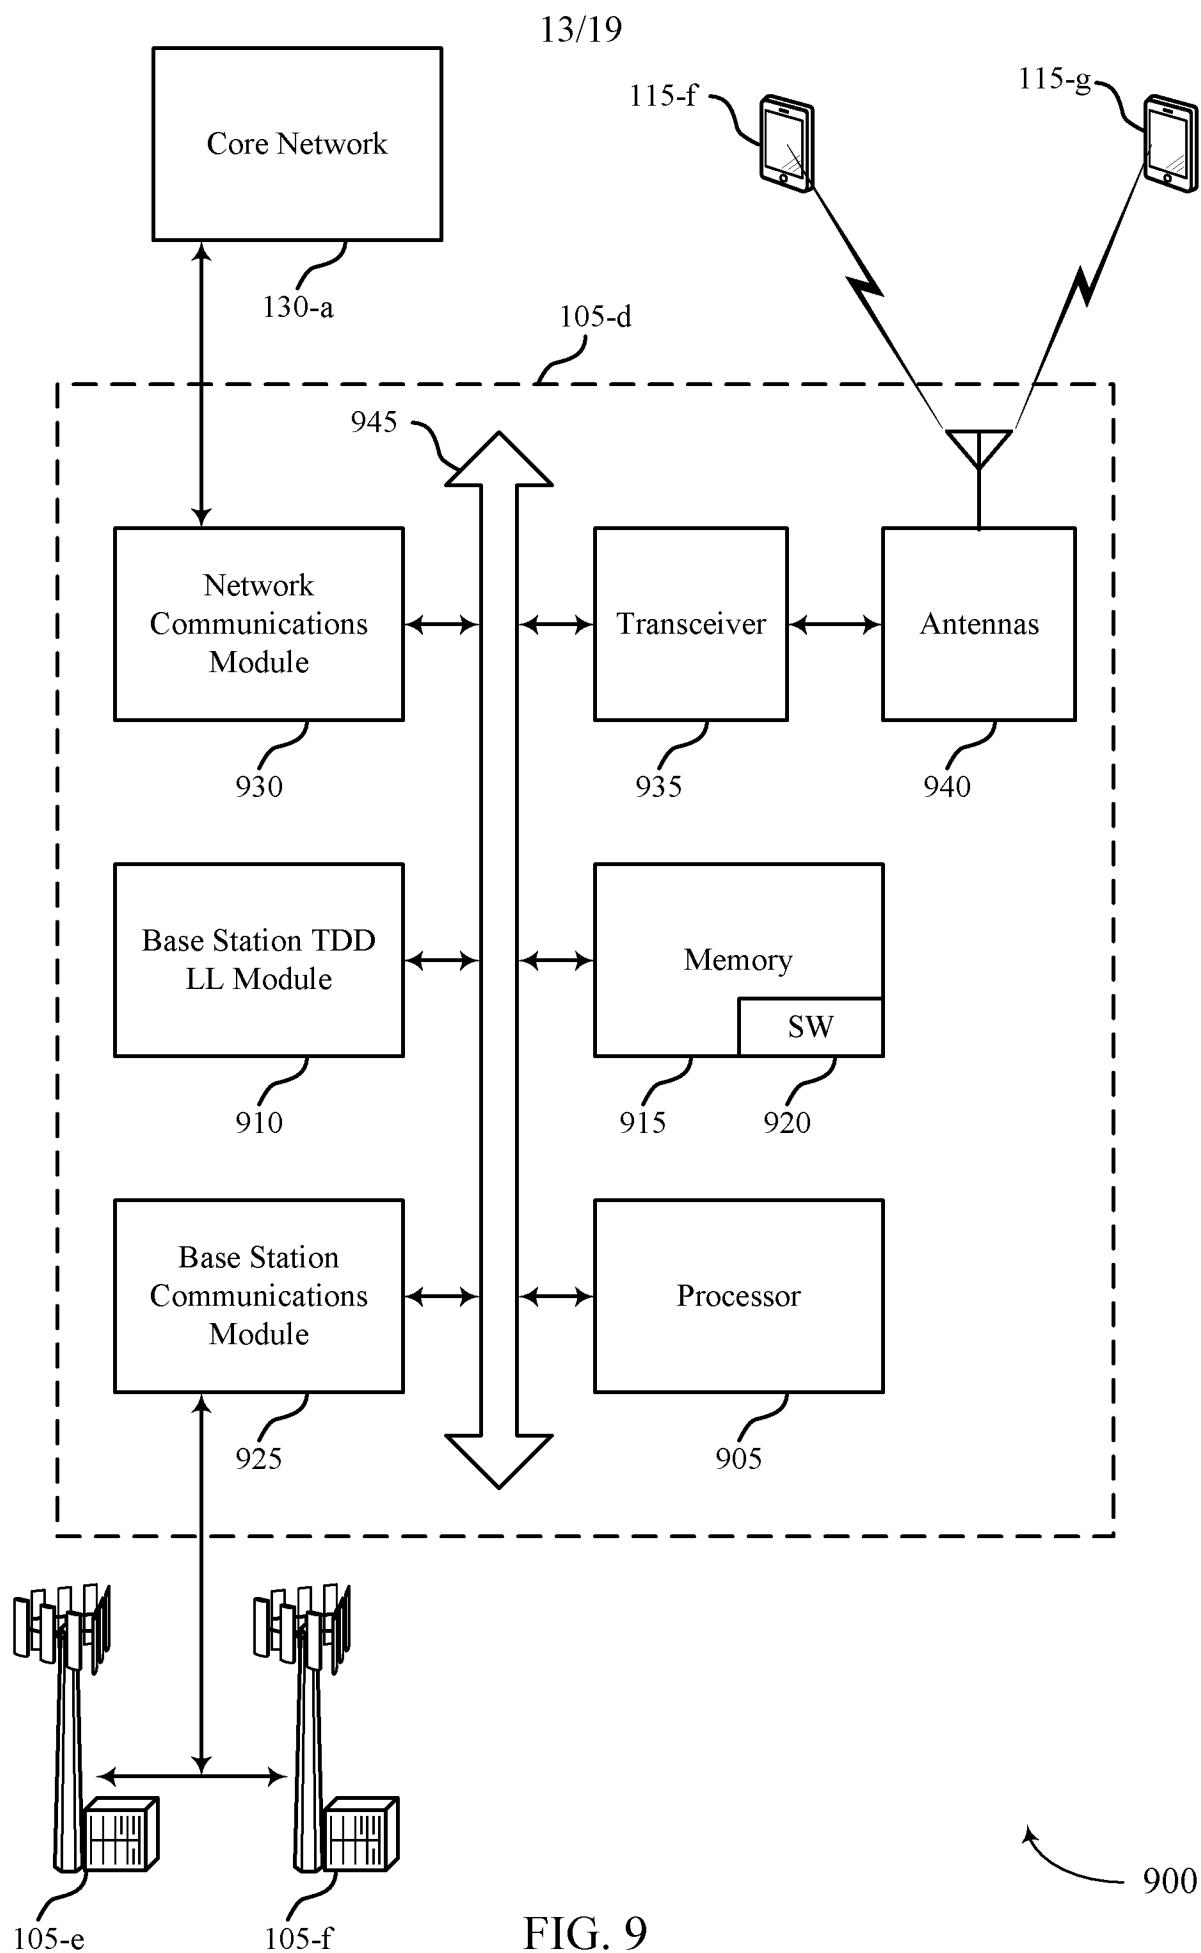 13/19
Core Network
130-a
115-f
115-g
105-d
945
Network
Communications
Module
930
Transceiver
935
Antennas
940
Base Station TDD
LL Module
910
Memory
SW
915
920
Base Station
Communications
Module
925
Processor
905
105-e
105-f
900
FIG. 9